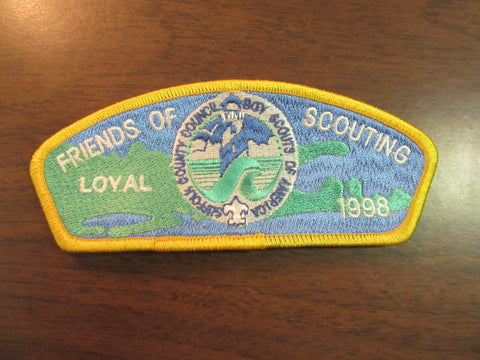 FRIENDS OF SCOUTING
LOYAL
SUFFOLK COUNTY COUNCIL
BOY SCOUTS OF AMERICA
1998